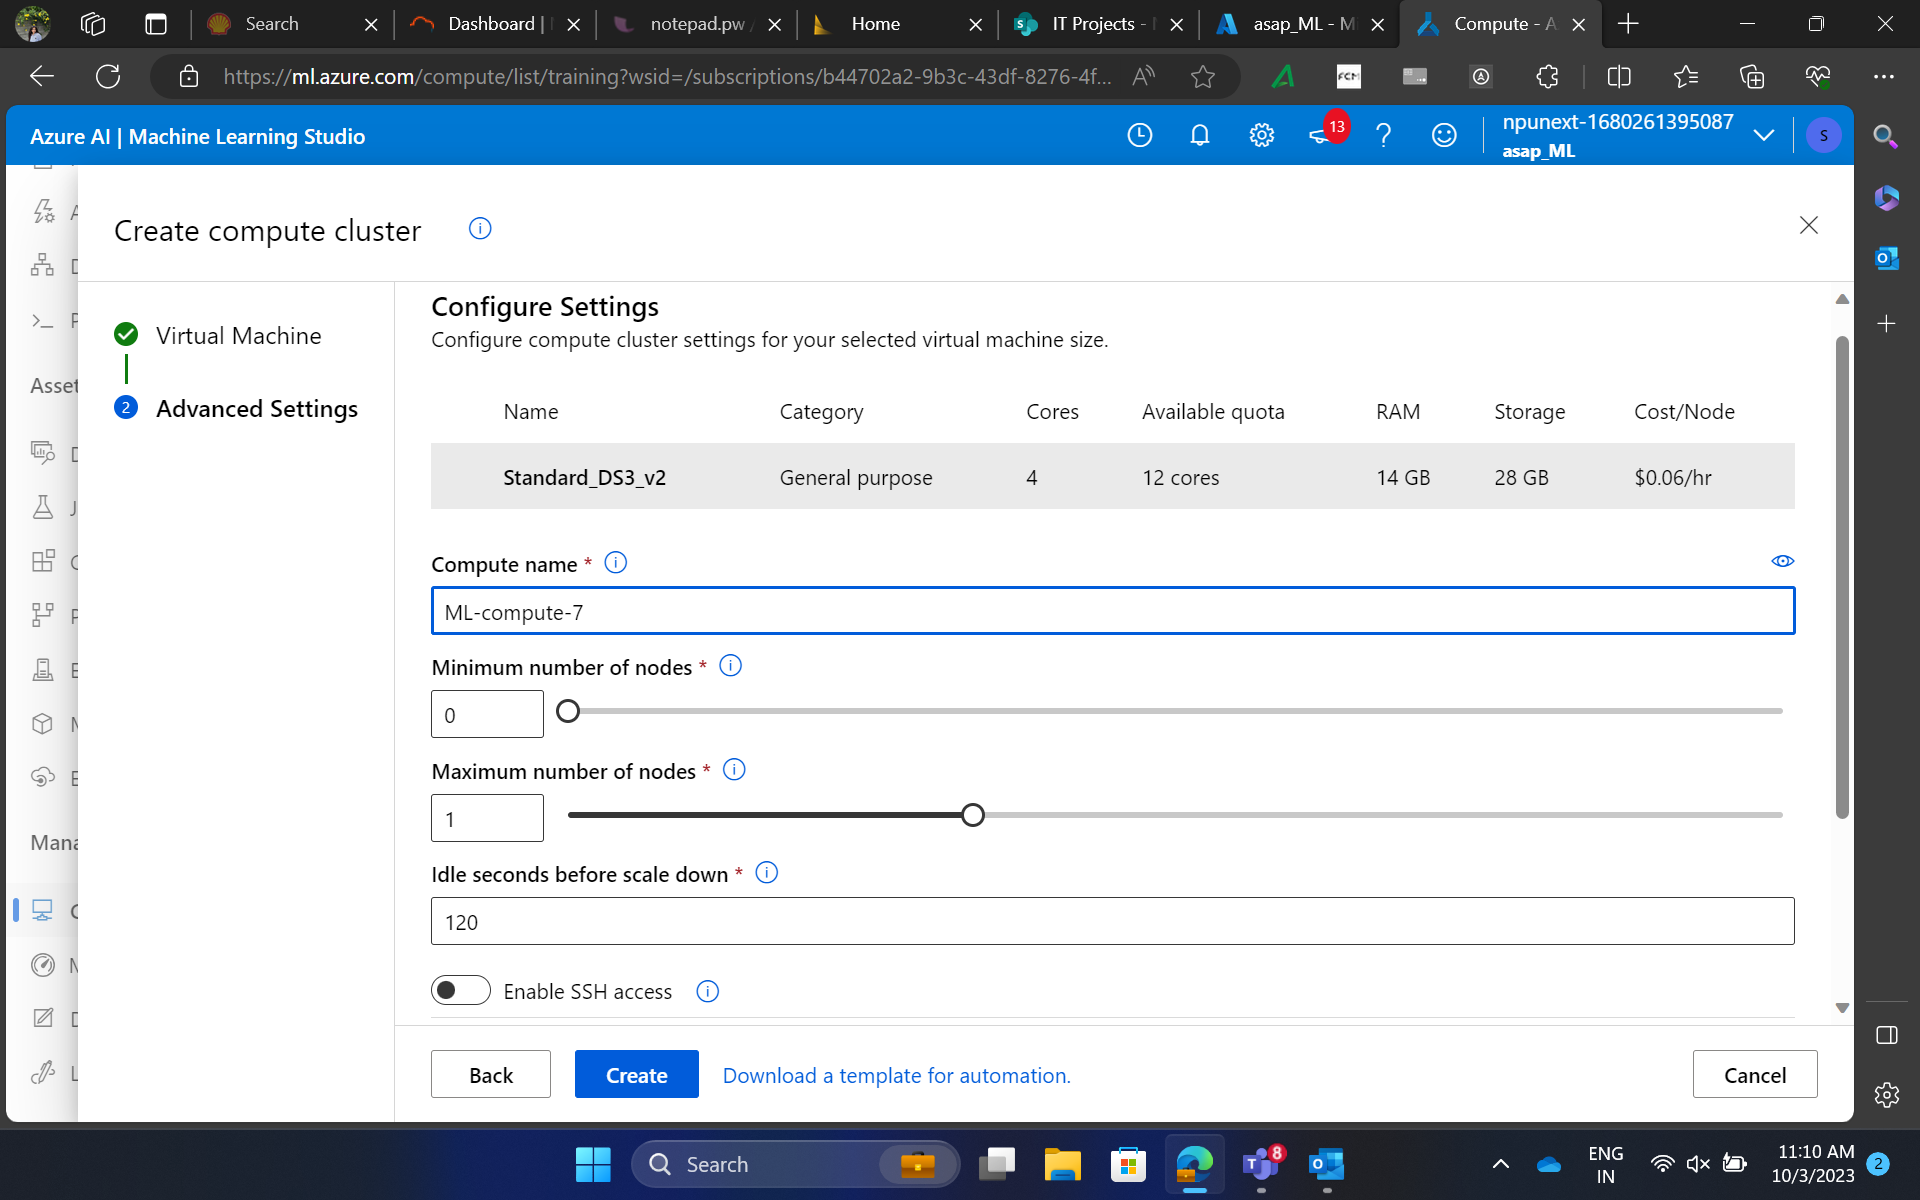 Search
Dashboard |
notepad.pw
Home
IT Projects -
asap_ML - M
Compute - A
https://ml.azure.com/compute/list/training?wsid=/subscriptions/b44702a2-9b3c-43df-8276-4f...
Azure AI | Machine Learning Studio
13
npunext-1680261395087
asap_ML
S
Create compute cluster
Virtual Machine
2
Advanced Settings
Asset
Mana
Configure Settings
Configure compute cluster settings for your selected virtual machine size.
Name Category Cores Available quota RAM Storage Cost/Node
Standard_DS3_v2 General purpose 4 12 cores 14 GB 28 GB $0.06/hr
Compute name *
ML-compute-7
Minimum number of nodes *
0
Maximum number of nodes *
1
Idle seconds before scale down *
120
Enable SSH access
Back
Create
Download a template for automation.
Cancel
Search
8
ENG
IN
11:10 AM
10/3/2023
2